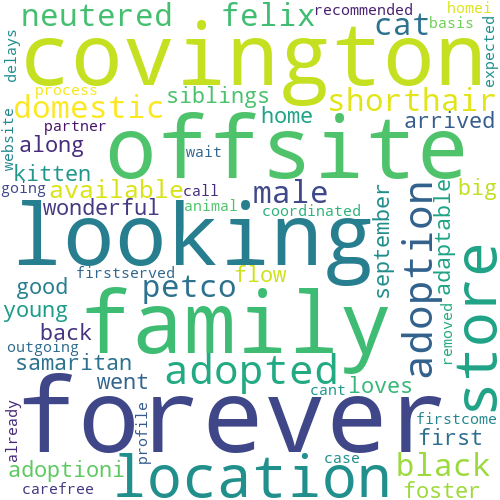 neutered felix recommended homei
cat basis
delays covington expected
process
domestic siblings shorthair
partner home arrived
website along offsite
wait
kitten
going available call male big
wonderful animal coordinated
looking september adoption adaptable store
firstserved flow
good petco
young family removed
back
outgoing samaritan adopted
went loves
cant
forever
already profile firstcome
first
adoptioni location case black
carefree foster